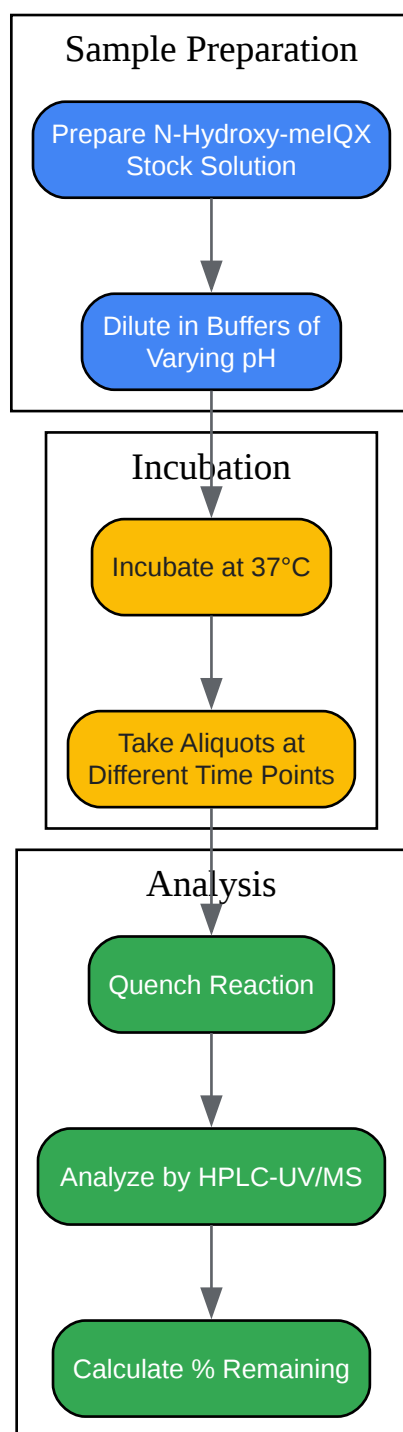 Sample Preparation
Prepare N-Hydroxy-meIQX
Stock Solution
Dilute in Buffers of
Varying pH
Incubation
Incubate at 37°C
Take Aliquots at
Different Time Points
Analysis
Quench Reaction
Analyze by HPLC-UV/MS
Calculate % Remaining